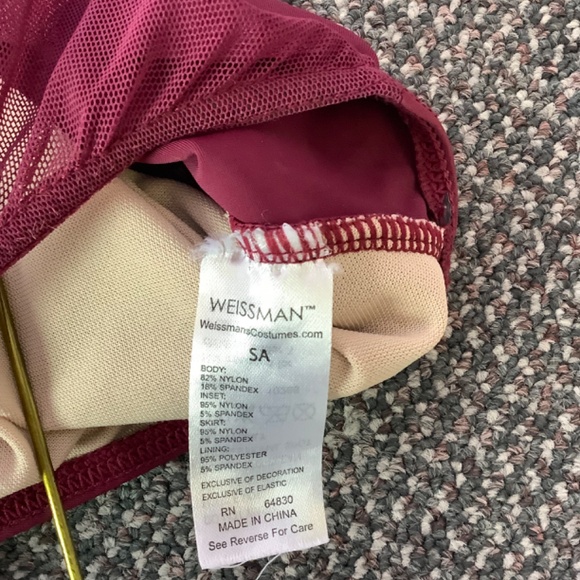 WEISSMAN™
WeissmansCostumes.com
SA
BODY:
82% NYLON
18% SPANDEX
INSET:
95% NYLON
5% SPANDEX
SKIRT:
95% NYLON
5% SPANDEX
LINING:
95% POLYESTER
5% SPANDEX
EXCLUSIVE OF DECORATION
EXCLUSIVE OF ELASTIC
RN 64830
MADE IN CHINA
See Reverse For Care